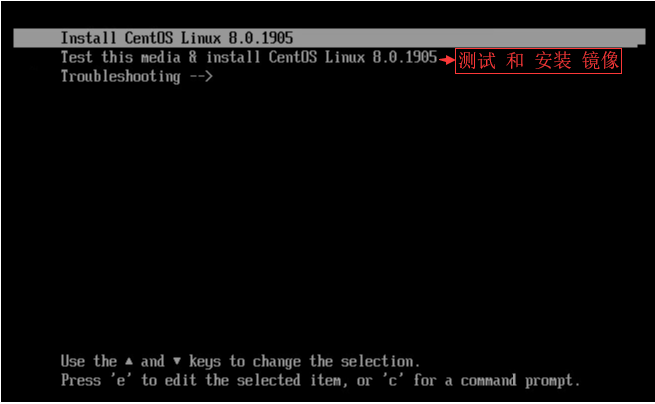 Install CentOS Linux 8.0.1905
Test this media & install CentOS Linux 8.0.1905
测试 和 安装 镜像
Troubleshooting -->
Use the ▲ and ▼ keys to change the selection.
Press 'e' to edit the selected item, or 'c' for a command prompt.